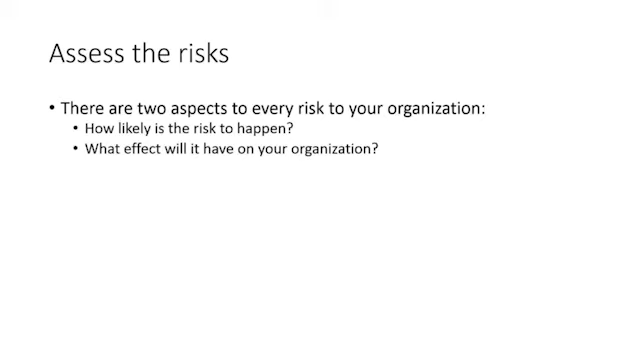 Assess the risks
• There are two aspects to every risk to your organization:
• How likely is the risk to happen?
• What effect will it have on your organization?